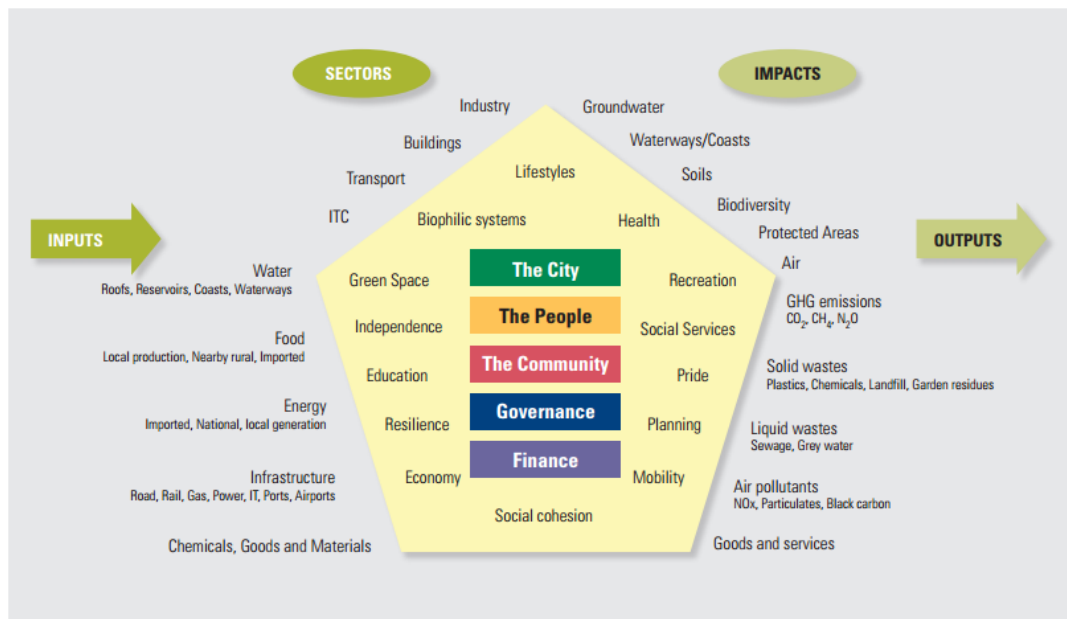 SECTORS
IMPACTS
Industry
Groundwater
Buildings
Waterways/Coasts
Transport
Lifestyles
Soils
ITC
Biophilic systems
Health
Biodiversity
Protected Areas
INPUTS
OUTPUTS
Water
Roofs, Reservoirs, Coasts, Waterways
Green Space
The City
Recreation
Air
GHG emissions
CO₂, CH₄, N₂O
Food
Local production, Nearby rural, Imported
Independence
The People
Social Services
Education
The Community
Pride
Solid wastes
Plastics, Chemicals, Landfill, Garden residues
Energy
Imported, National, local generation
Resilience
Governance
Planning
Liquid wastes
Sewage, Grey water
Infrastructure
Road, Rail, Gas, Power, IT, Ports, Airports
Economy
Finance
Mobility
Air pollutants
NOx, Particulates, Black carbon
Social cohesion
Chemicals, Goods and Materials
Goods and services